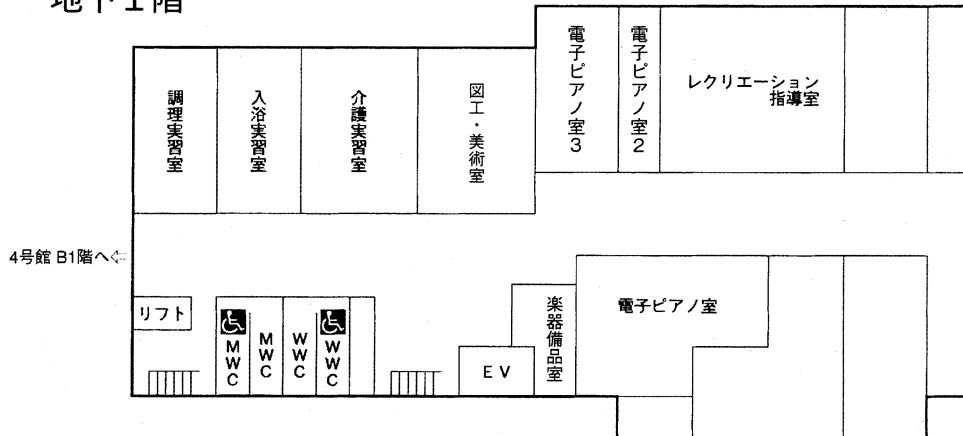 地下1階
調理実習室
入浴実習室
介護実習室
図工・美術室
電子ピアノ室3
電子ピアノ室2
レクリエーション
指導室
4号館 B1階へ⇦
リフト
MWC
MWC
WWC
WWC
EV
楽器備品室
電子ピアノ室